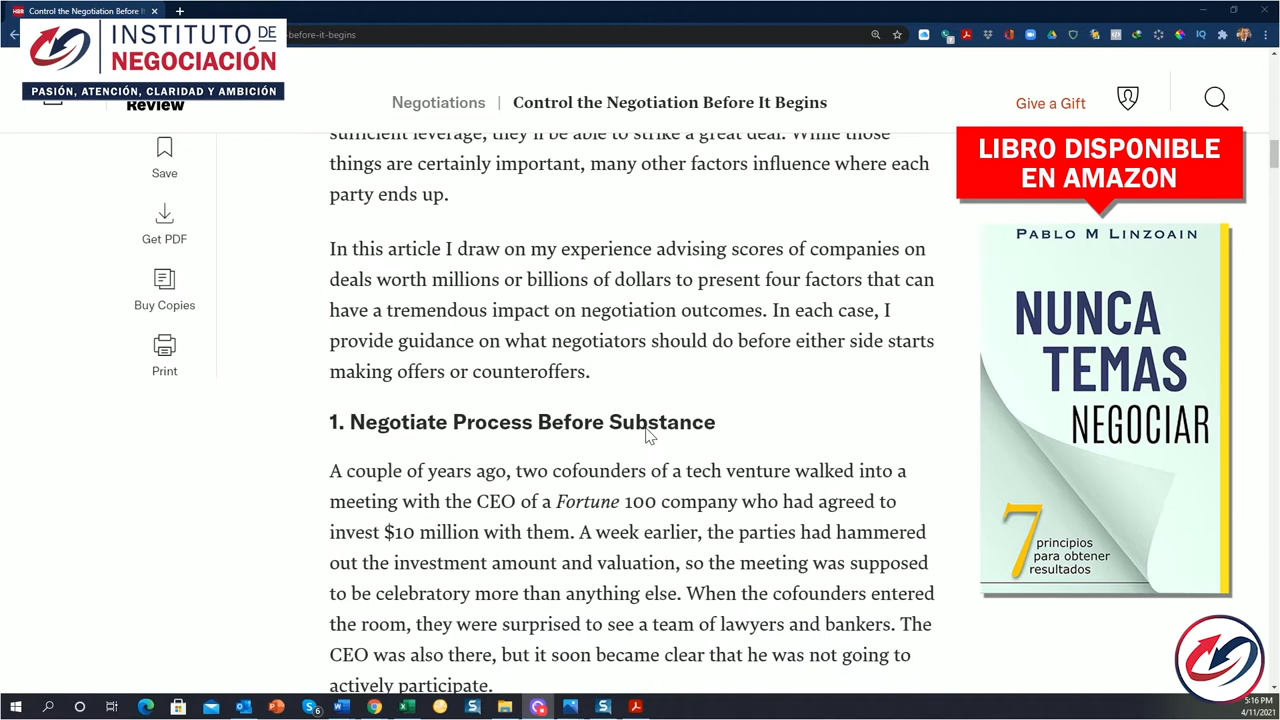 Control the Negotiation Before It
before-it-begins
INSTITUTO DE
NEGOCIACIÓN
PASIÓN, ATENCIÓN, CLARIDAD Y AMBICIÓN
Review
Negotiations | Control the Negotiation Before It Begins
Give a Gift
Save
Get PDF
Buy Copies
Print
sufficient leverage, they'll be able to strike a great deal. While those
things are certainly important, many other factors influence where each
party ends up.
In this article I draw on my experience advising scores of companies on
deals worth millions or billions of dollars to present four factors that can
have a tremendous impact on negotiation outcomes. In each case, I
provide guidance on what negotiators should do before either side starts
making offers or counteroffers.
1. Negotiate Process Before Substance
A couple of years ago, two cofounders of a tech venture walked into a
meeting with the CEO of a Fortune 100 company who had agreed to
invest $10 million with them. A week earlier, the parties had hammered
out the investment amount and valuation, so the meeting was supposed
to be celebratory more than anything else. When the cofounders entered
the room, they were surprised to see a team of lawyers and bankers. The
CEO was also there, but it soon became clear that he was not going to
actively participate.
LIBRO DISPONIBLE
EN AMAZON
PABLO M LINZOAIN
NUNCA
TEMAS
NEGOCIAR
7
principios
para obtener
resultados
5:16 PM
4/11/2021